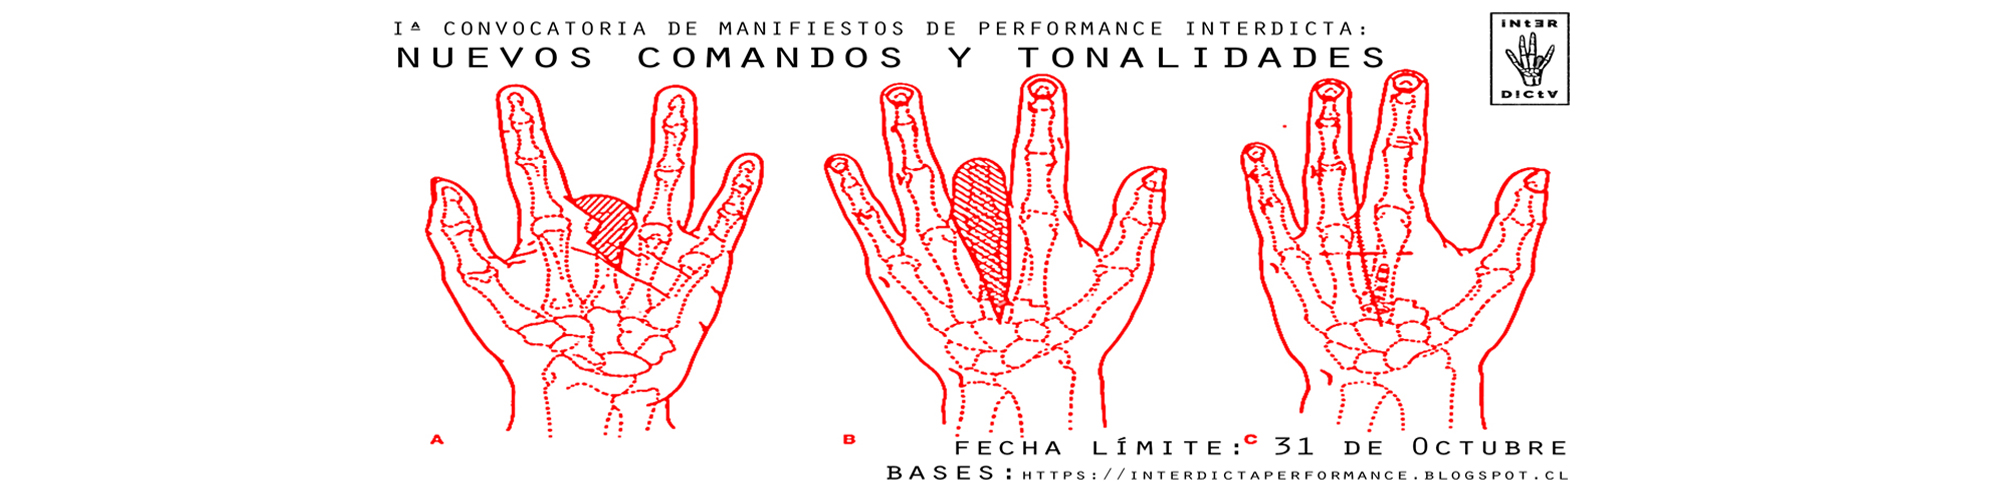 Iª CONVOCATORIA DE MANIFIESTOS DE PERFORMANCE INTERDICTA:
NUEVOS COMANDOS Y TONALIDADES
iNtƎR
D!CtV
A
B
C
FECHA LÍMITE: 31 DE OCTUBRE
BASES: HTTPS://INTERDICTAPERFORMANCE.BLOGSPOT.CL